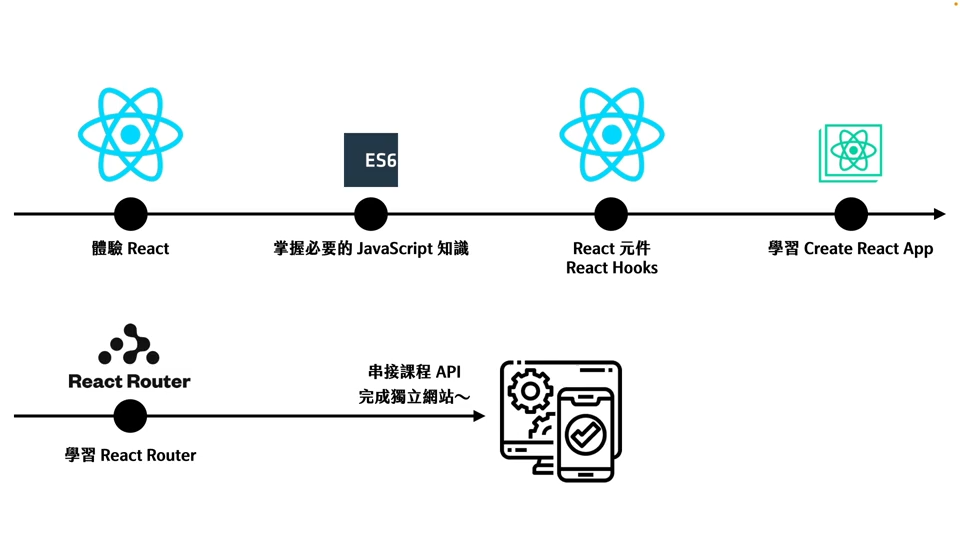 ES6
體驗 React
掌握必要的 JavaScript 知識
React 元件
React Hooks
學習 Create React App
React Router
串接課程 API
完成獨立網站～
學習 React Router